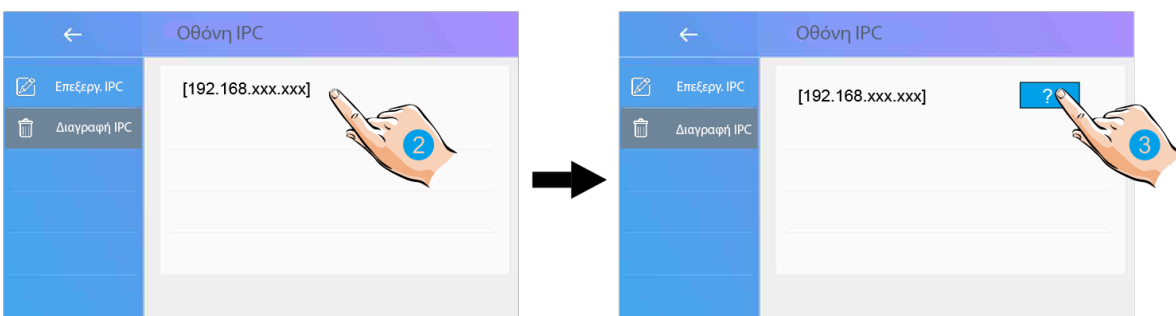 Οθόνη IPC
Επεξεργ. IPC
Διαγραφή IPC
[192.168.xxx.xxx]
2
Οθόνη IPC
Επεξεργ. IPC
Διαγραφή IPC
[192.168.xxx.xxx]
?
3